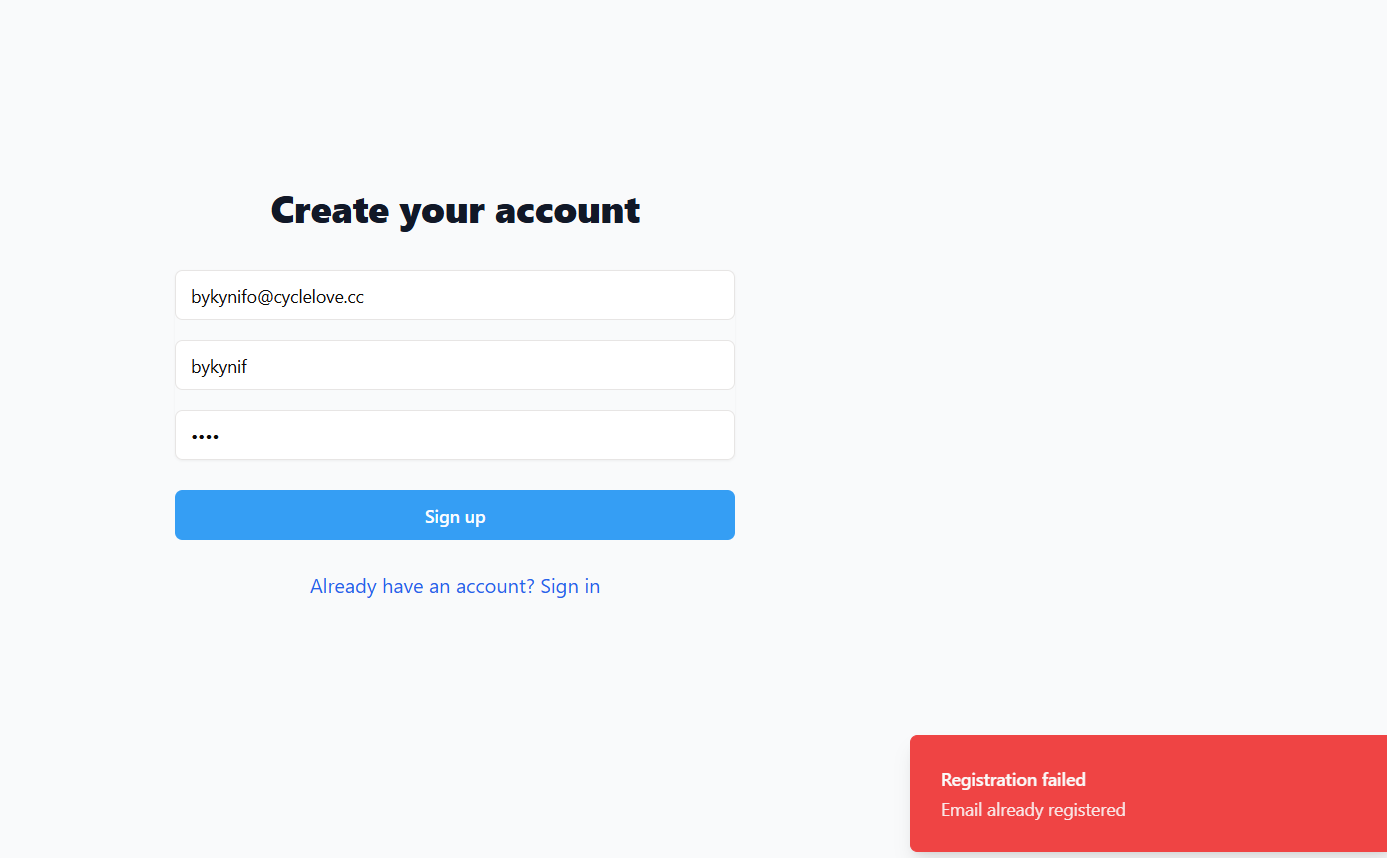 Create your account
bykynifo@cyclelove.cc
bykynif
••••
Sign up
Already have an account? Sign in
Registration failed
Email already registered